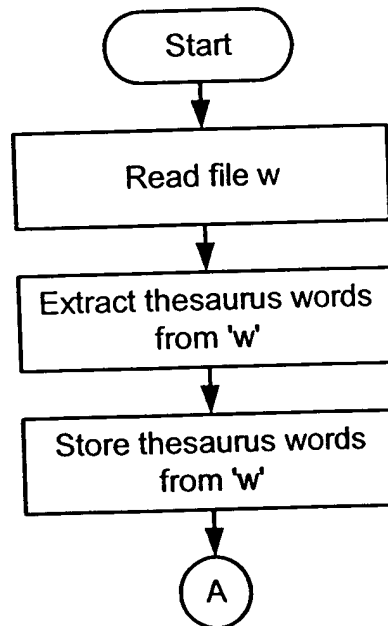 Start
Read file w
Extract thesaurus words
from 'w'
Store thesaurus words
from 'w'
A